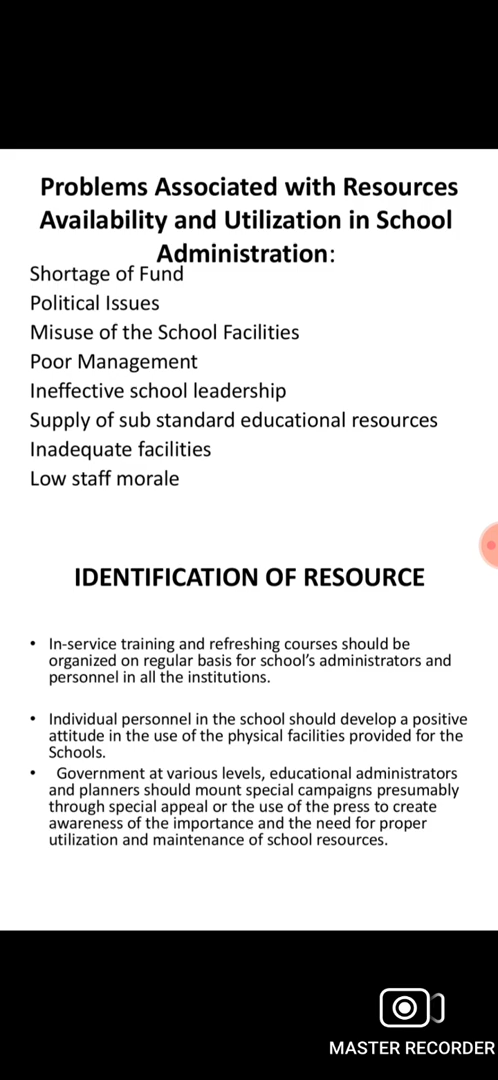 Problems Associated with Resources
Availability and Utilization in School
Administration:
Shortage of Fund
Political Issues
Misuse of the School Facilities
Poor Management
Ineffective school leadership
Supply of sub standard educational resources
Inadequate facilities
Low staff morale
IDENTIFICATION OF RESOURCE
• In-service training and refreshing courses should be
organized on regular basis for school's administrators and
personnel in all the institutions.
• Individual personnel in the school should develop a positive
attitude in the use of the physical facilities provided for the
Schools.
• Government at various levels, educational administrators
and planners should mount special campaigns presumably
through special appeal or the use of the press to create
awareness of the importance and the need for proper
utilization and maintenance of school resources.
MASTER RECORDER